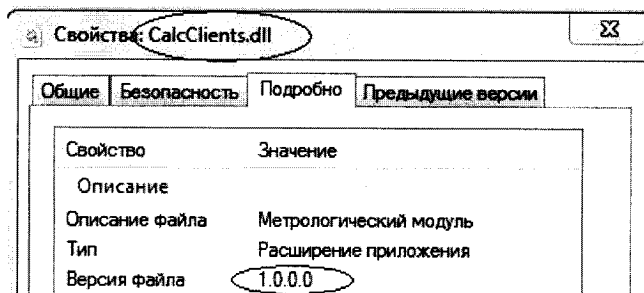 Свойства: CalcClients.dll
Общие Безопасность Подробно Предыдущие версии
Свойство Значение
Описание
Описание файла Метрологический модуль
Тип Расширение приложения
Версия файла 1.0.0.0